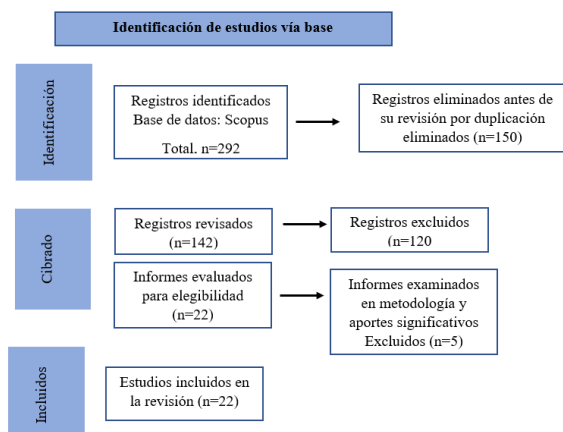 Identificación de estudios vía base
Identificación
Registros identificados
Base de datos: Scopus
Total. n=292
Registros eliminados antes de
su revisión por duplicación
eliminados (n=150)
Cibrado
Registros revisados
(n=142)
Registros excluidos
(n=120
Informes evaluados
para elegibilidad
(n=22)
Informes examinados
en metodología y
aportes significativos
Excluidos (n=5)
Incluidos
Estudios incluidos en
la revisión (n=22)